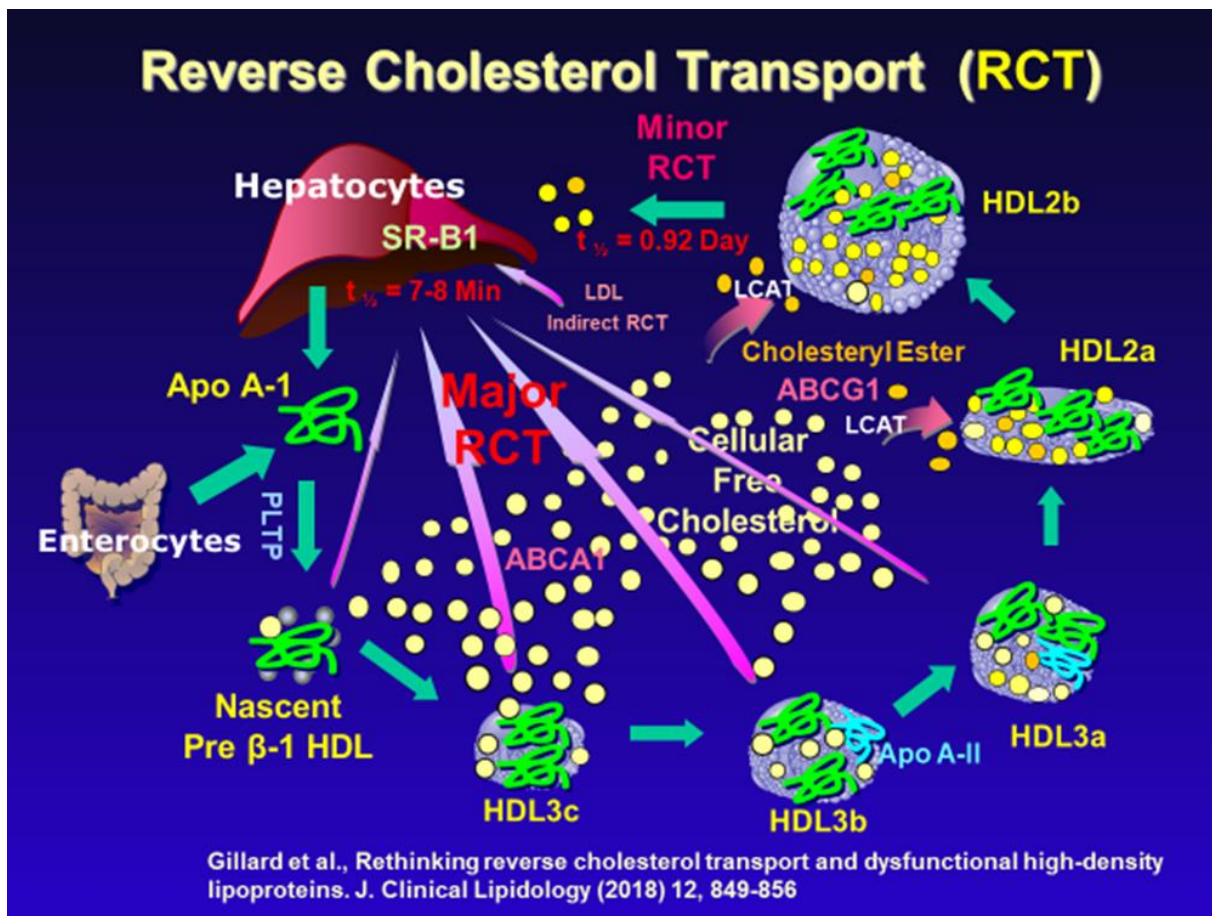 Reverse Cholesterol Transport (RCT)
Minor
RCT
Hepatocytes
SR-B1
HDL2b
t ½ = 0.92 Day
t ½ = 7-8 Min
LDL
Indirect RCT
LCAT
Cholesteryl Ester
HDL2a
Apo A-1
Major
RCT
ABCG1
LCAT
Cellular
Free
Cholesterol
PLTP
Enterocytes
ABCA1
Nascent
Pre β-1 HDL
HDL3a
Apo A-II
HDL3c
HDL3b
Gillard et al., Rethinking reverse cholesterol transport and dysfunctional high-density
lipoproteins. J. Clinical Lipidology (2018) 12, 849-856